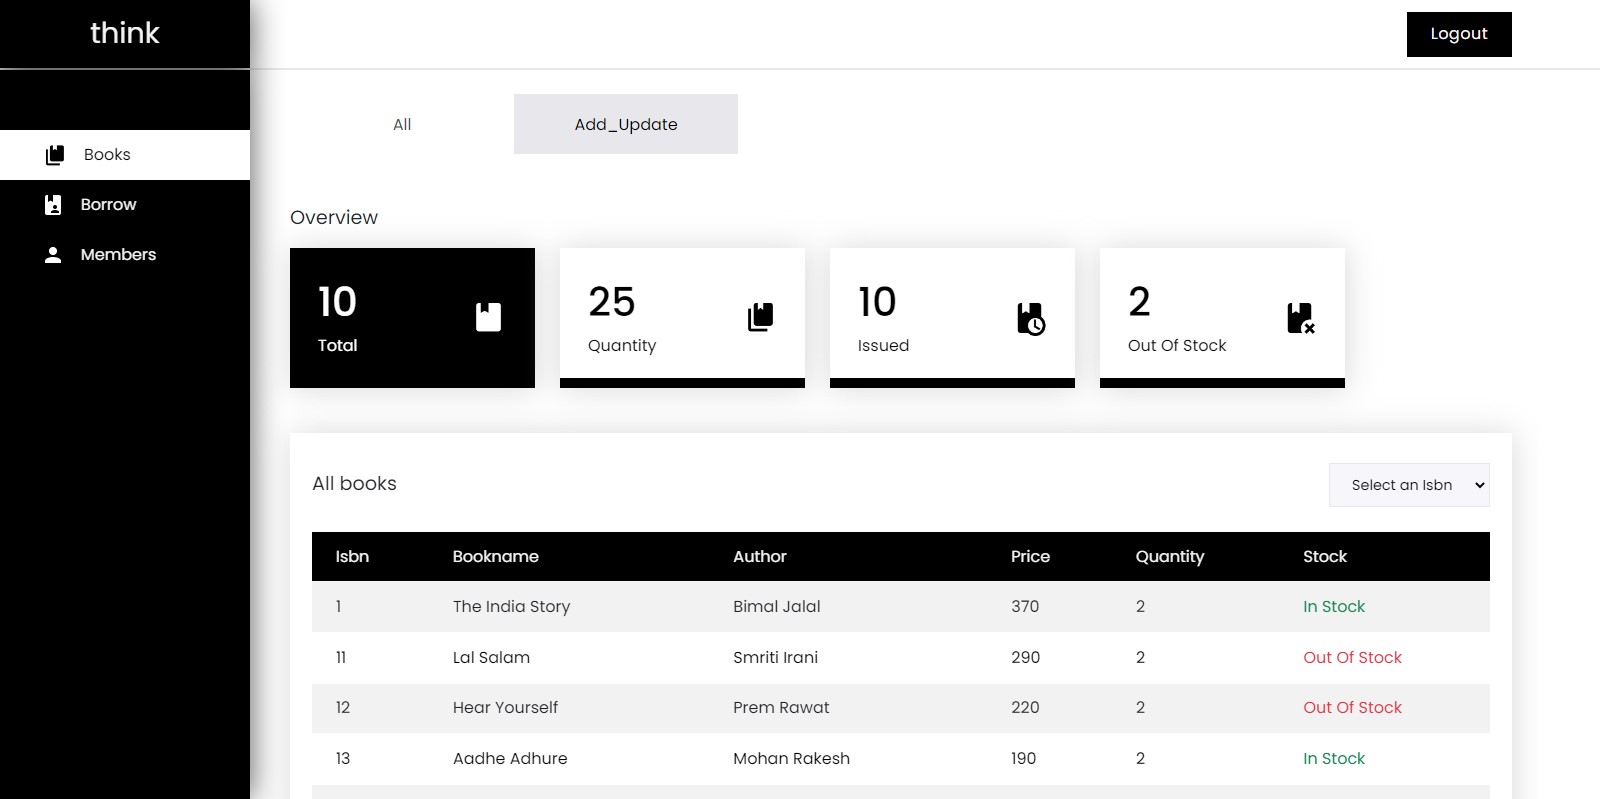 think
Logout
All
Add_Update
Books
Borrow
Members
Overview
10
Total
25
Quantity
10
Issued
2
Out Of Stock
All books
Select an Isbn
Isbn Bookname Author Price Quantity Stock
1 The India Story Bimal Jalal 370 2 In Stock
11 Lal Salam Smriti Irani 290 2 Out Of Stock
12 Hear Yourself Prem Rawat 220 2 Out Of Stock
13 Aadhe Adhure Mohan Rakesh 190 2 In Stock